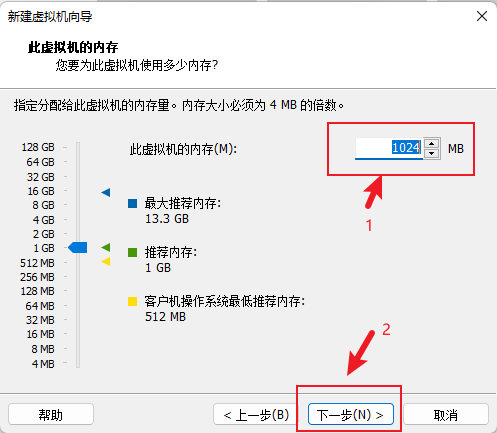 新建虚拟机向导
此虚拟机的内存
您要为此虚拟机使用多少内存?
指定分配给此虚拟机的内存量。内存大小必须为 4 MB 的倍数。
128 GB
64 GB
32 GB
16 GB
8 GB
4 GB
2 GB
1 GB
512 MB
256 MB
128 MB
64 MB
32 MB
16 MB
8 MB
4 MB
此虚拟机的内存(M):
1024 MB
1
最大推荐内存:
13.3 GB
推荐内存:
1 GB
客户机操作系统最低推荐内存:
512 MB
2
帮助
< 上一步(B)
下一步(N) >
取消